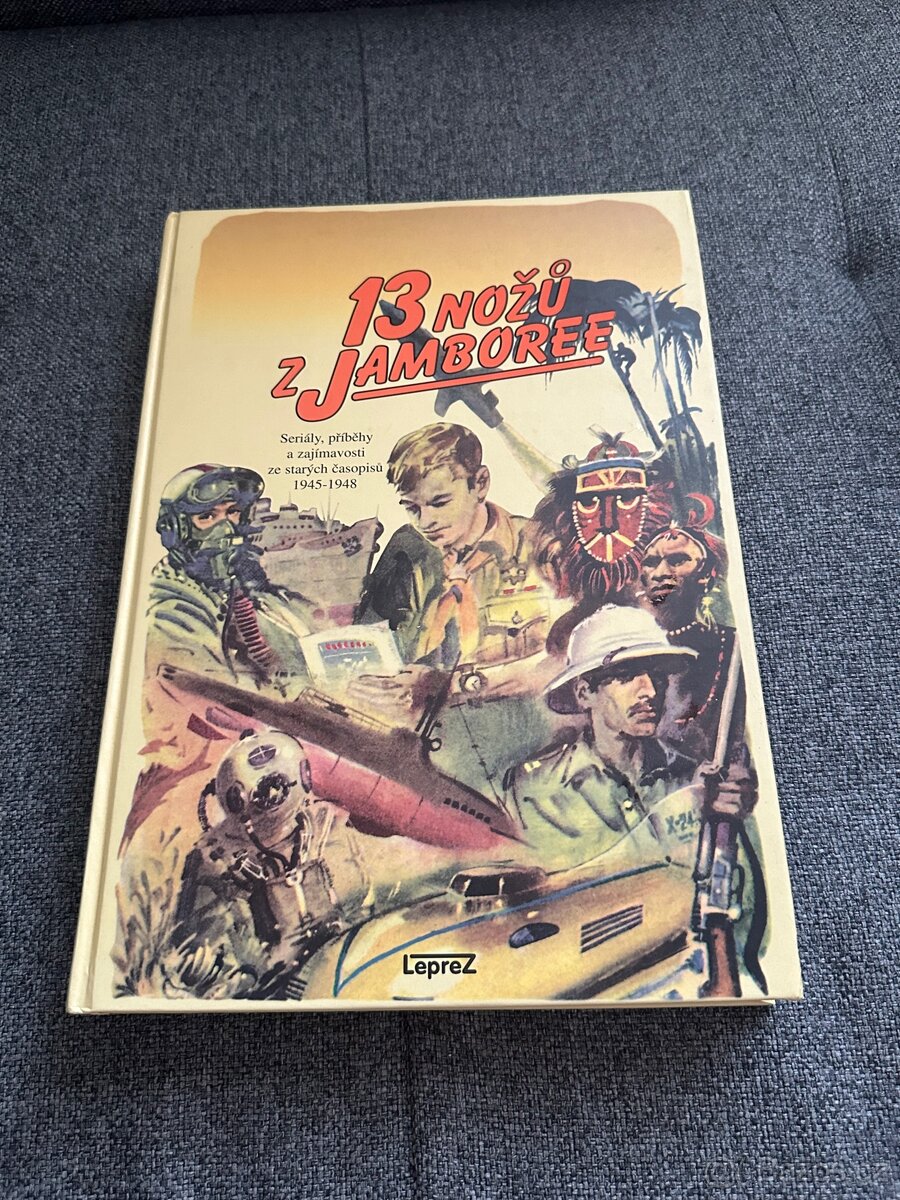 13 NOŽŮ
Z JAMBOREE
Seriály, příběhy
a zajímavosti
ze starých časopisů
1945-1948
LepreZ